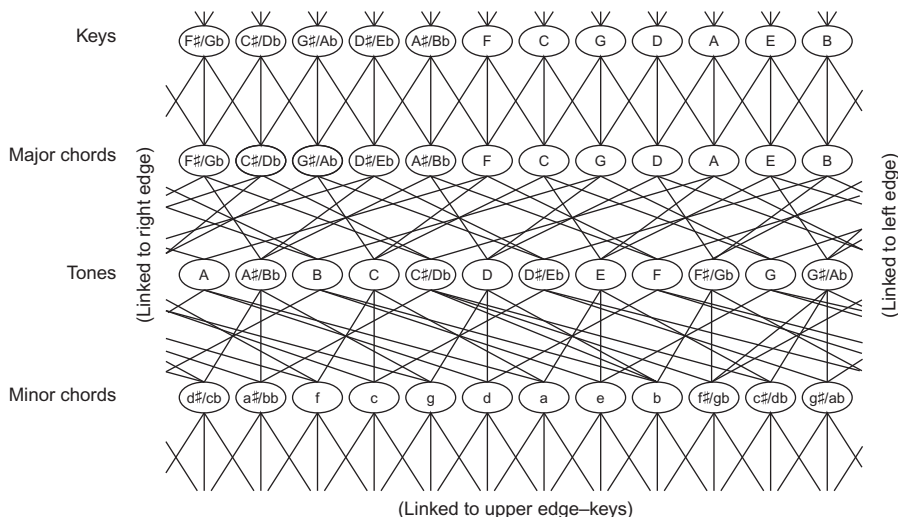 Keys F♯/Gb C♯/Db G♯/Ab D♯/Eb A♯/Bb F C G D A E B
Major chords F♯/Gb C♯/Db G♯/Ab D♯/Eb A♯/Bb F C G D A E B
(Linked to right edge)
(Linked to left edge)
Tones A A♯/Bb B C C♯/Db D D♯/Eb E F F♯/Gb G G♯/Ab
Minor chords d♯/cb a♯/bb f c g d a e b f♯/gb c♯/db g♯/ab
(Linked to upper edge–keys)